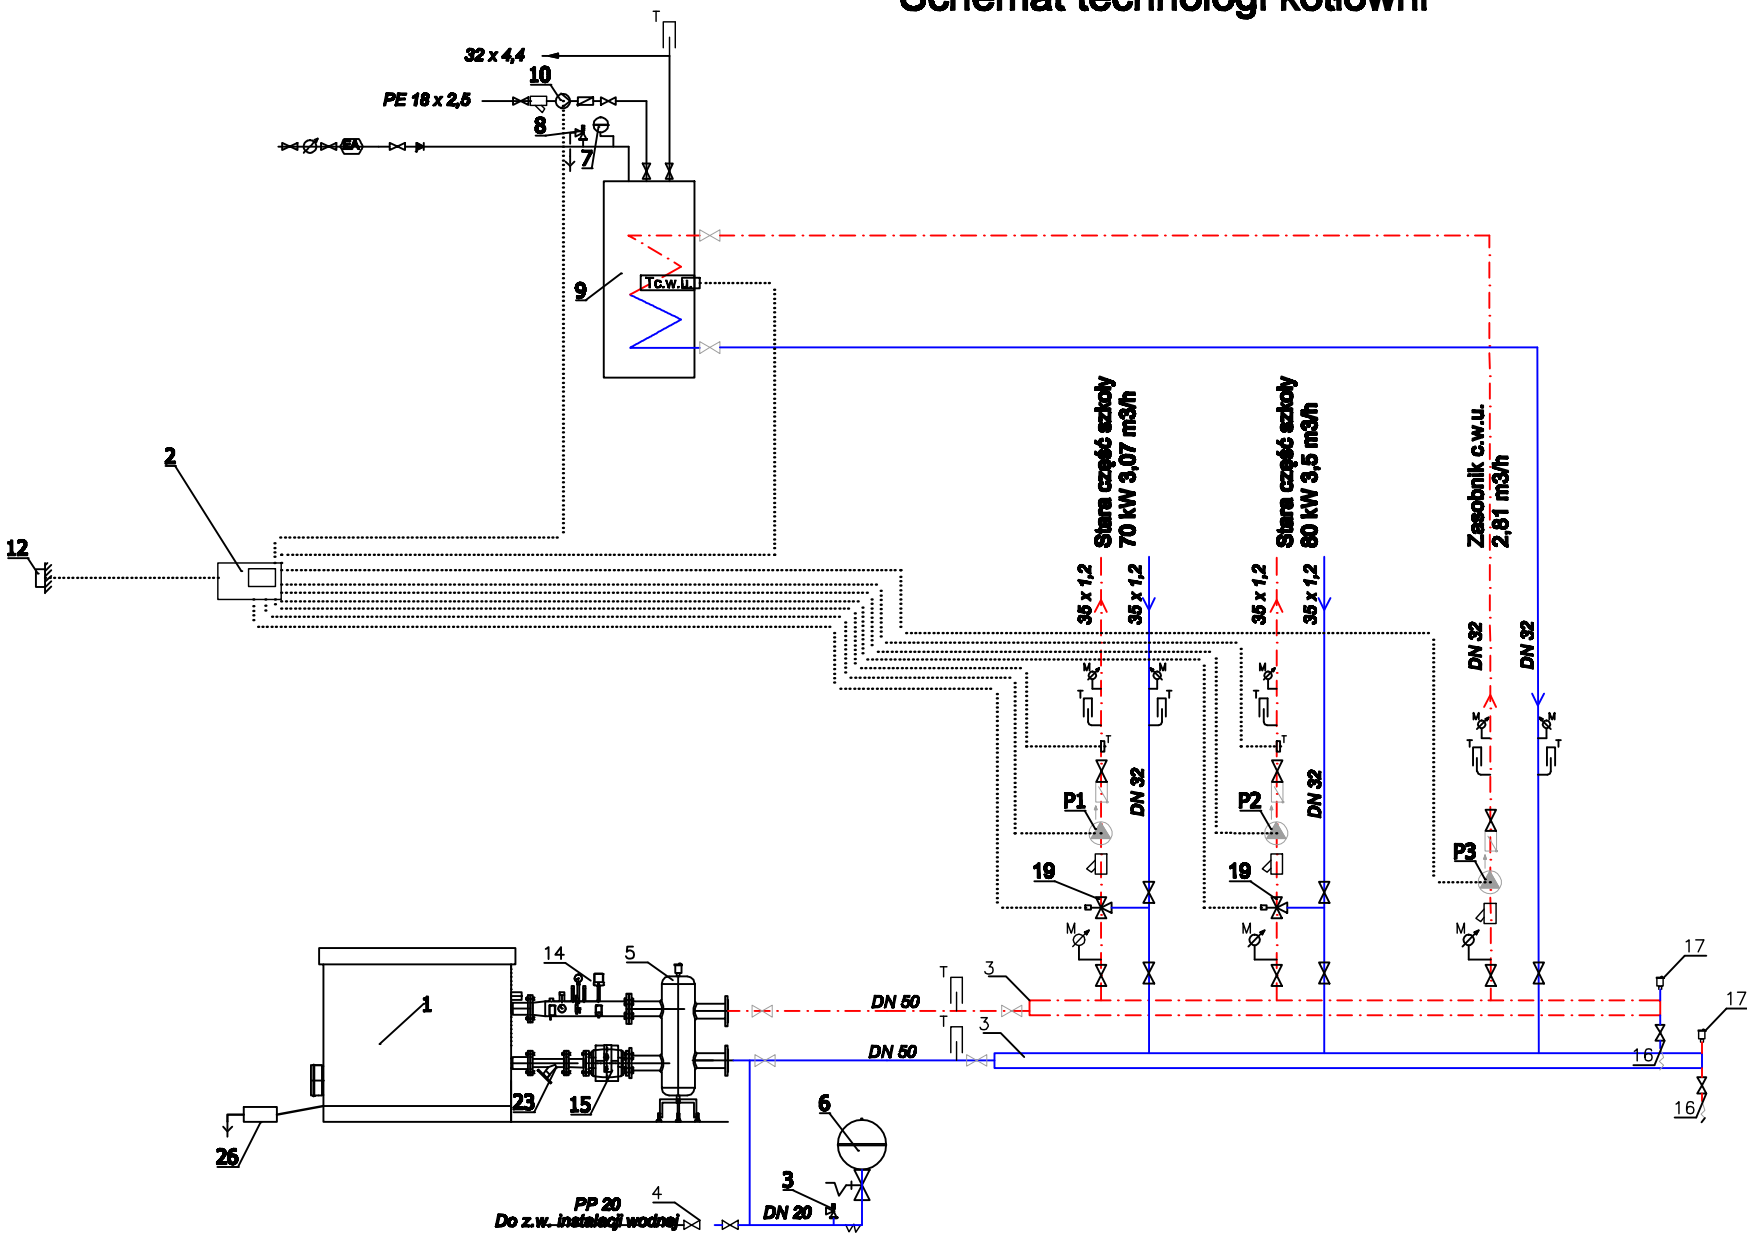 Schemat technologi kotłowni
T
32 x 4,4
10
PE 18 x 2,5
8
7
EA
9
Tc.w.u.
2
12
Stara część szkoły
70 kW 3,07 m3/h
Stara część szkoły
80 kW 3,5 m3/h
Zasobnik c.w.u.
2,81 m3/h
35 x 1,2
35 x 1,2
35 x 1,2
35 x 1,2
DN 32
DN 32
M
M
M
T
T
T
M
M
T
T
T
T
DN 32
DN 32
P1
P2
P3
19
19
M
M
M
14
5
1
23
15
26
DN 50
T
3
17
DN 50
T
3
17
16
16
6
3
4
PP 20
Do z.w. instalacji wodnej
DN 20